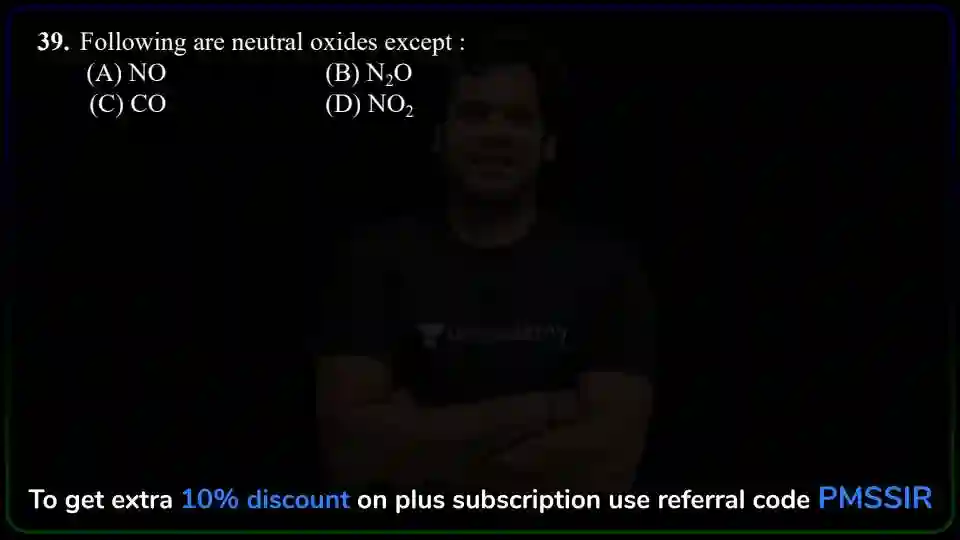 39. Following are neutral oxides except :
(A) NO (B) N₂O
(C) CO (D) NO₂
To get extra 10% discount on plus subscription use referral code PMSSIR